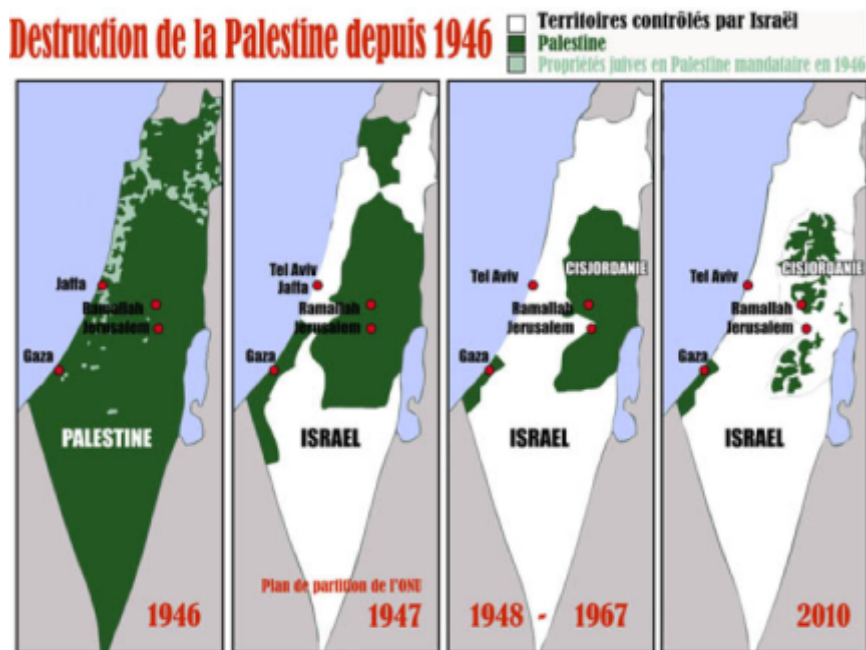 Destruction de la Palestine depuis 1946
Territoires contrôlés par Israël
Palestine
Propriétés juives en Palestine mandataire en 1946
Jaffa
Ramallah
Jerusalem
Gaza
PALESTINE
1946
Tel Aviv
Jaffa
Ramallah
Jerusalem
Gaza
ISRAEL
Plan de partition de l'ONU
1947
CISJORDANIE
Tel Aviv
Ramallah
Jerusalem
Gaza
ISRAEL
1948 - 1967
CISJORDANIE
Tel Aviv
Ramallah
Jerusalem
Gaza
ISRAEL
2010